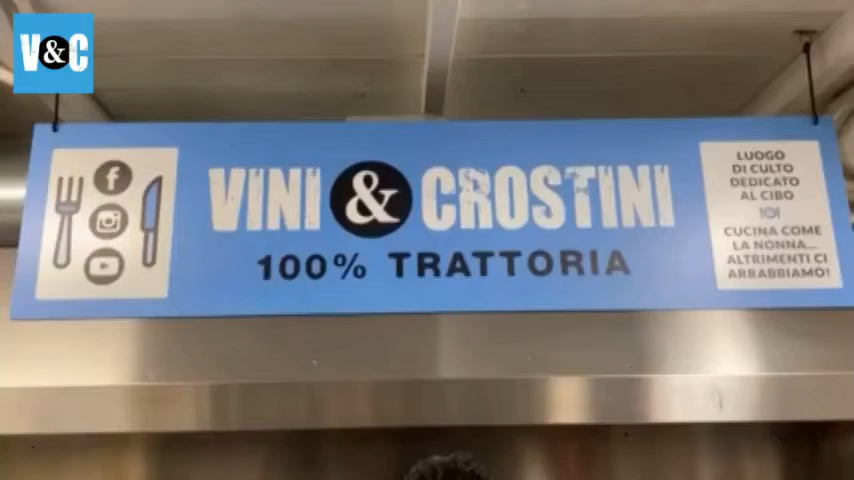 V&C
VINI & CROSTINI
100% TRATTORIA
LUOGO
DI CULTO
DEDICATO
AL CIBO
CUCINA COME
LA NONNA...
ALTRIMENTI CI
ARRABBIAMO!